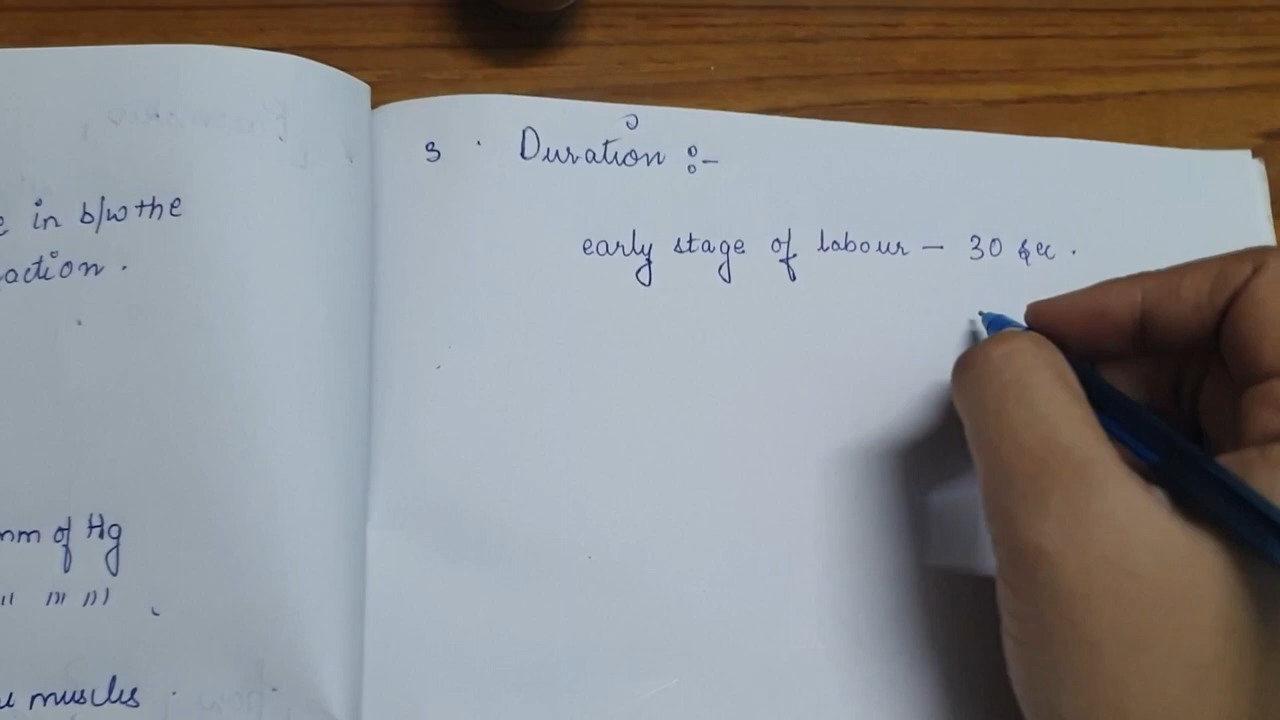 in b/w the
action.
mm of Hg
" " "
muscles
3. Duration :-
early stage of labour - 30 sec.